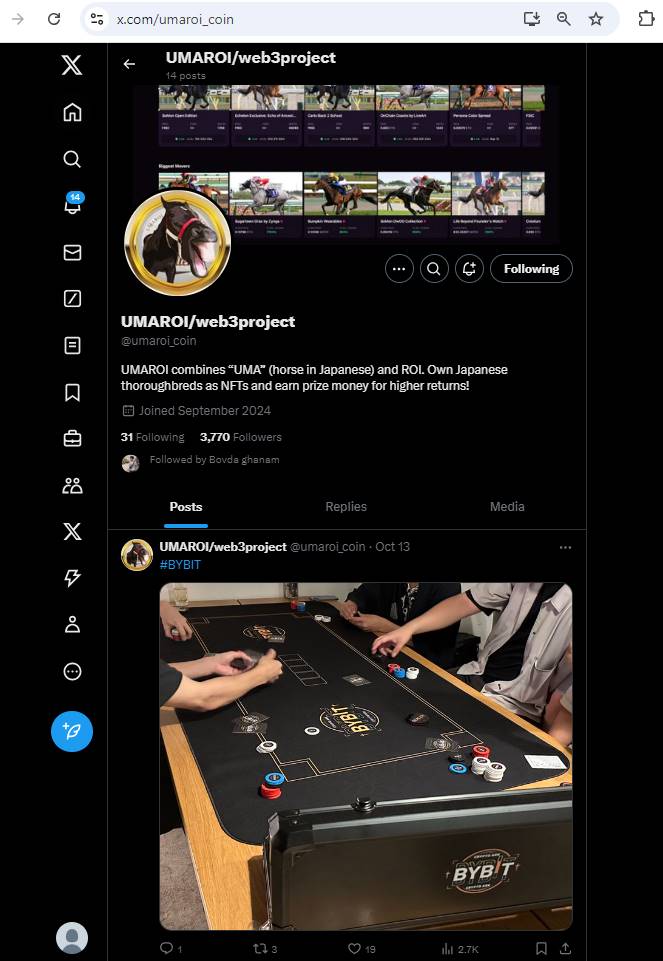 x.com/umaroi_coin
UMAROI/web3project
14 posts
Biggest Movers
14
Following
UMAROI/web3project
@umaroi_coin
UMAROI combines “UMA” (horse in Japanese) and ROI. Own Japanese
thoroughbreds as NFTs and earn prize money for higher returns!
Joined September 2024
31 Following 3,770 Followers
Followed by Bovda ghanam
Posts Replies Media
UMAROI/web3project @umaroi_coin · Oct 13
#BYBIT
BYBIT
BYBIT
BYBIT
1 3 19 2.7K